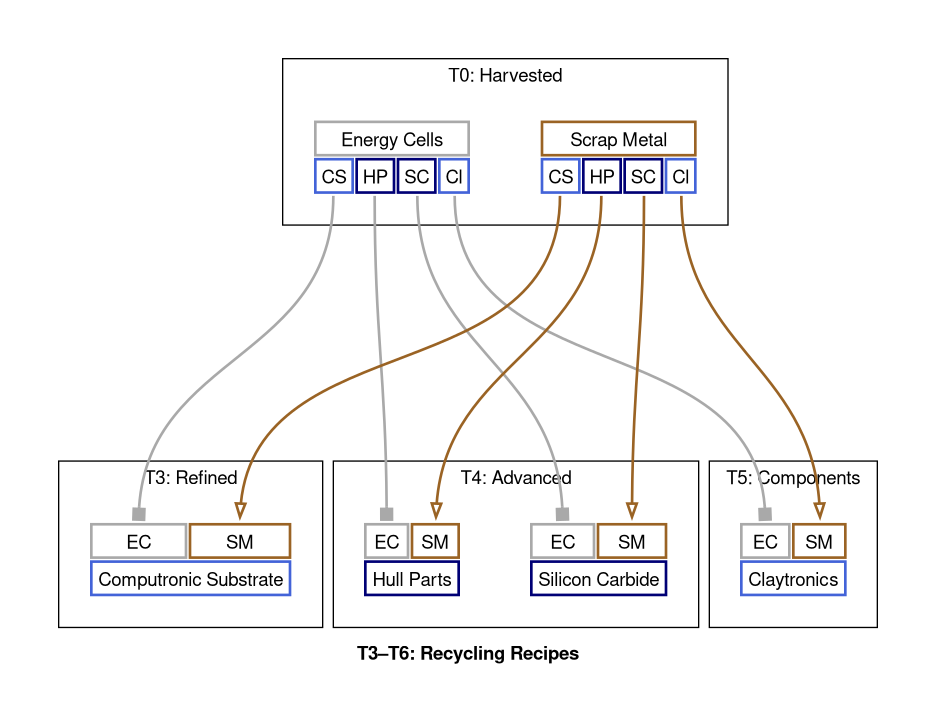 T0: Harvested
Energy Cells
Scrap Metal
CS HP SC Cl
CS HP SC Cl
T3: Refined
T4: Advanced
T5: Components
EC SM
EC SM
EC SM
EC SM
Computronic Substrate
Hull Parts
Silicon Carbide
Claytronics
T3–T6: Recycling Recipes